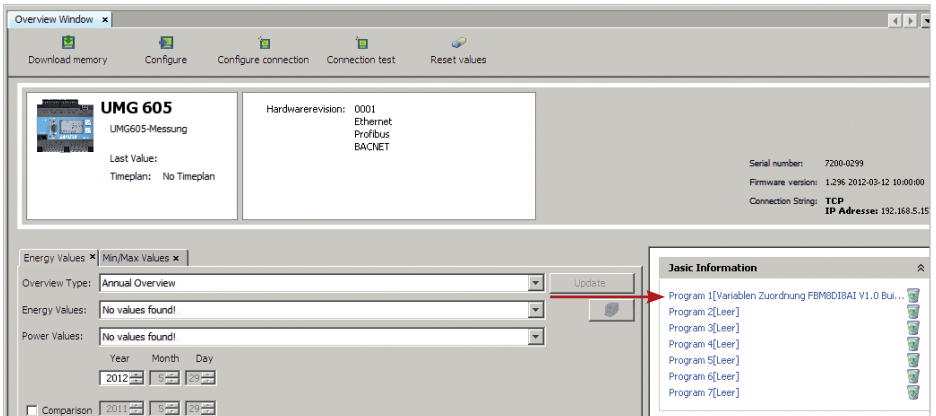 Overview Window
Download memory
Configure
Configure connection
Connection test
Reset values
UMG 605
UMG605-Messung
Last Value:
Timeplan: No Timeplan
Hardwarerevision: 0001
Ethernet
Profibus
BACNET
Serial number: 7200-0299
Firmware version: 1.296 2012-03-12 10:00:00
Connection String: TCP
IP Adresse: 192.168.5.15
Energy Values
Min/Max Values
Overview Type: Annual Overview
Update
Energy Values: No values found!
Power Values: No values found!
Year Month Day
2012 5 29
Comparison 2011 5 29
Jasic Information
Program 1[Variablen Zuordnung FBM8DI8AI V1.0 Bui...
Program 2[Leer]
Program 3[Leer]
Program 4[Leer]
Program 5[Leer]
Program 6[Leer]
Program 7[Leer]